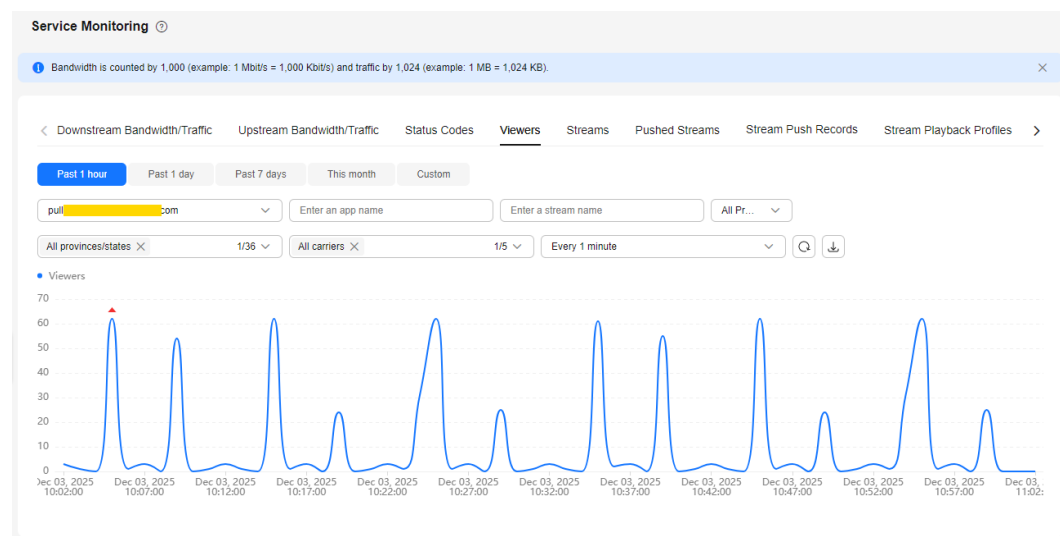 Service Monitoring
Bandwidth is counted by 1,000 (example: 1 Mbit/s = 1,000 Kbit/s) and traffic by 1,024 (example: 1 MB = 1,024 KB).
Downstream Bandwidth/Traffic Upstream Bandwidth/Traffic Status Codes Viewers Streams Pushed Streams Stream Push Records Stream Playback Profiles
Past 1 hour Past 1 day Past 7 days This month Custom
pull com Enter an app name Enter a stream name All Pr...
All provinces/states 1/36 All carriers 1/5 Every 1 minute
Viewers
70
60
50
40
30
20
10
0
Dec 03, 2025 Dec 03, 2025 Dec 03, 2025 Dec 03, 2025 Dec 03, 2025 Dec 03, 2025 Dec 03, 2025 Dec 03, 2025 Dec 03, 2025 Dec 03, 2025 Dec 03, 2025 Dec 03, 2025 Dec 03,
10:02:00 10:07:00 10:12:00 10:17:00 10:22:00 10:27:00 10:32:00 10:37:00 10:42:00 10:47:00 10:52:00 10:57:00 11:02: